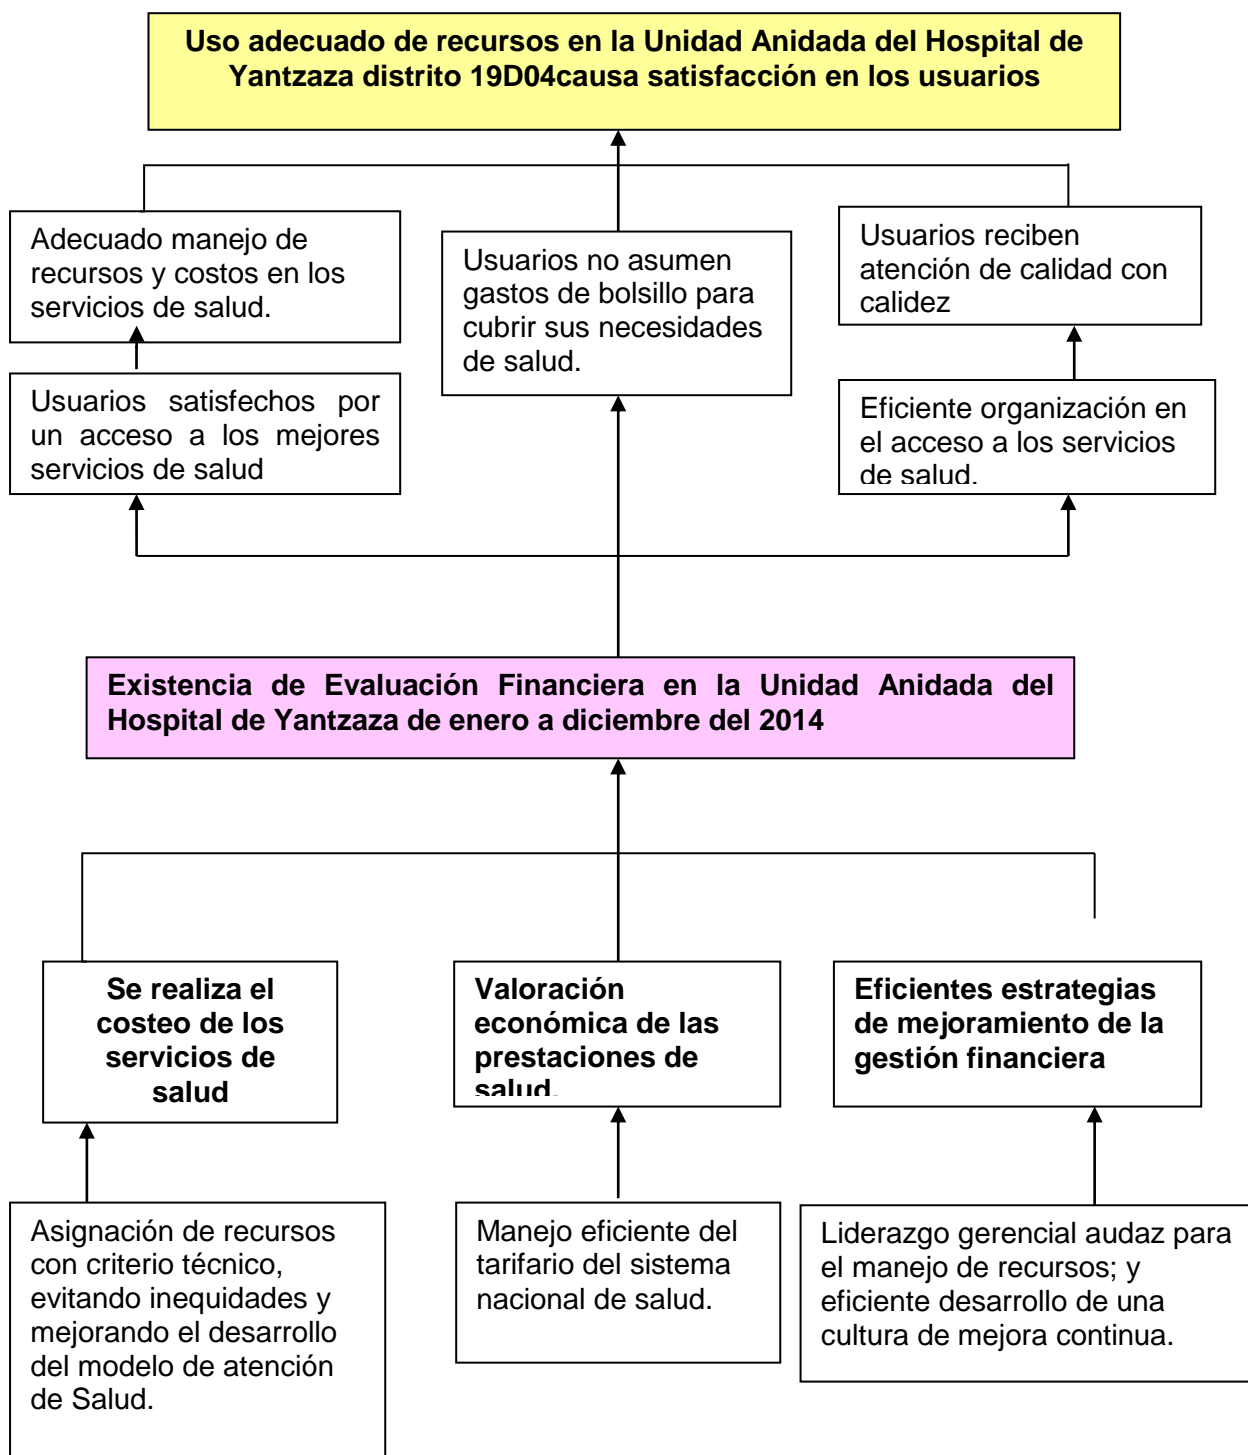 Uso adecuado de recursos en la Unidad Anidada del Hospital de
Yantzaza distrito 19D04causa satisfacción en los usuarios
Adecuado manejo de
recursos y costos en los
servicios de salud.
Usuarios no asumen
gastos de bolsillo para
cubrir sus necesidades
de salud.
Usuarios reciben
atención de calidad con
calidez
Usuarios satisfechos por
un acceso a los mejores
servicios de salud
Eficiente organización en
el acceso a los servicios
de salud.
Existencia de Evaluación Financiera en la Unidad Anidada del
Hospital de Yantzaza de enero a diciembre del 2014
Se realiza el
costeo de los
servicios de
salud
Valoración
económica de las
prestaciones de
salud.
Eficientes estrategias
de mejoramiento de la
gestión financiera
Asignación de recursos
con criterio técnico,
evitando inequidades y
mejorando el desarrollo
del modelo de atención
de Salud.
Manejo eficiente del
tarifario del sistema
nacional de salud.
Liderazgo gerencial audaz para
el manejo de recursos; y
eficiente desarrollo de una
cultura de mejora continua.